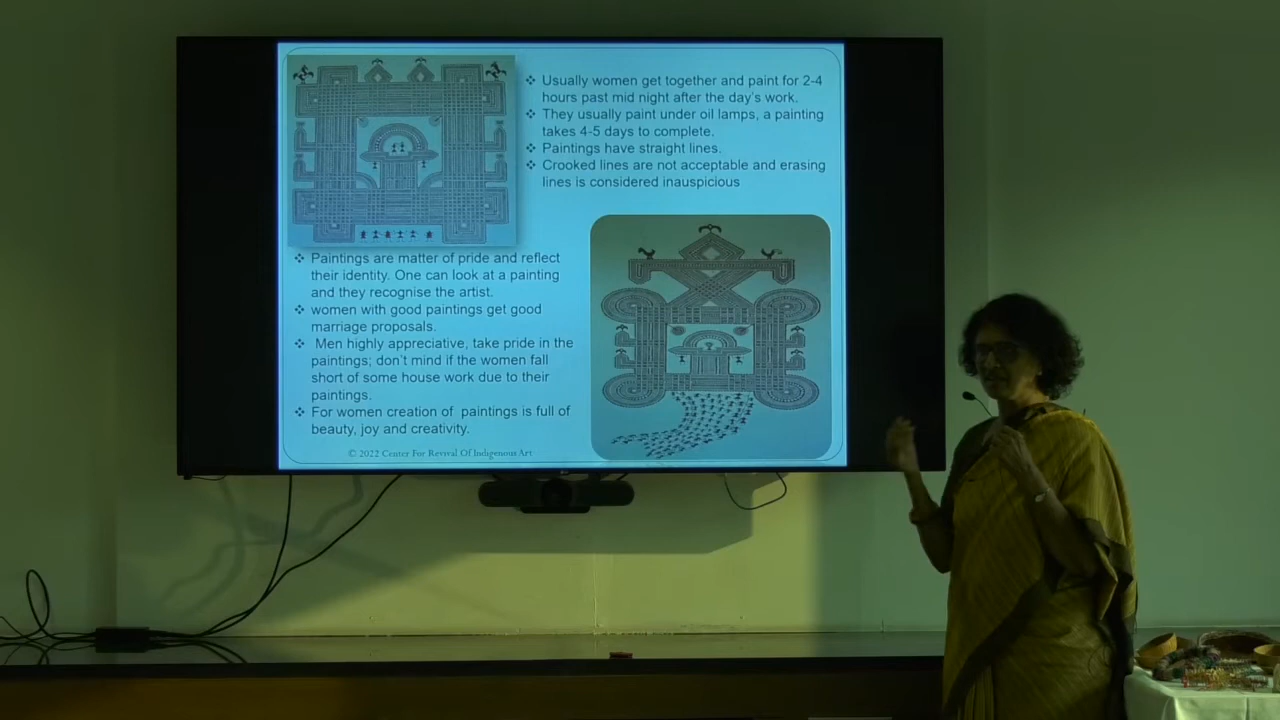 ❖ Usually women get together and paint for 2-4
hours past mid night after the day's work.
❖ They usually paint under oil lamps, a painting
takes 4-5 days to complete.
❖ Paintings have straight lines.
❖ Crooked lines are not acceptable and erasing
lines is considered inauspicious
❖ Paintings are matter of pride and reflect
their identity. One can look at a painting
and they recognise the artist.
❖ women with good paintings get good
marriage proposals.
❖ Men highly appreciative, take pride in the
paintings; don't mind if the women fall
short of some house work due to their
paintings.
❖ For women creation of paintings is full of
beauty, joy and creativity.
© 2022 Center For Revival Of Indigenous Art